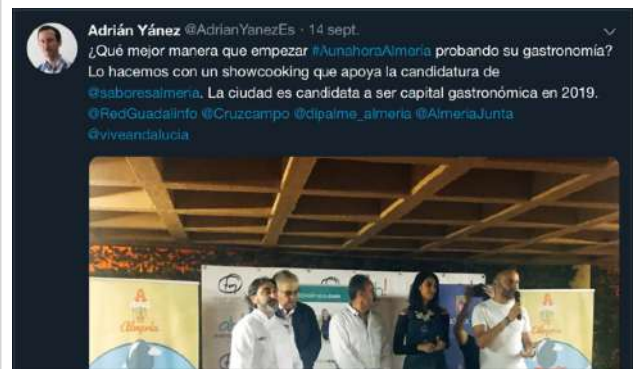 Adrián Yánez @AdrianYanezEs · 14 sept.
¿Qué mejor manera que empezar #AunahoraAlmería probando su gastronomía?
Lo hacemos con un showcooking que apoya la candidatura de
@saboresalmeria. La ciudad es candidata a ser capital gastronómica en 2019.
@RedGuadalinfo @Cruzcampo @dipalme_almeria @AlmeriaJunta
@viveandalucia
Almería